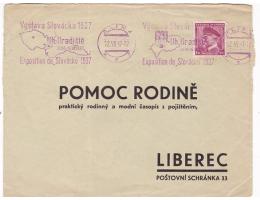 Výstava Slovácka 1937
Uh. Hradiště
Exposition de Slovácko 1937
Výstava Slovácka 1937
Uh. Hradiště
Exposition de Slovácko 1937
POMOC RODINĚ
praktický rodinný a modní časopis s pojištěním,
LIBEREC
POŠTOVNÍ SCHRÁNKA 33